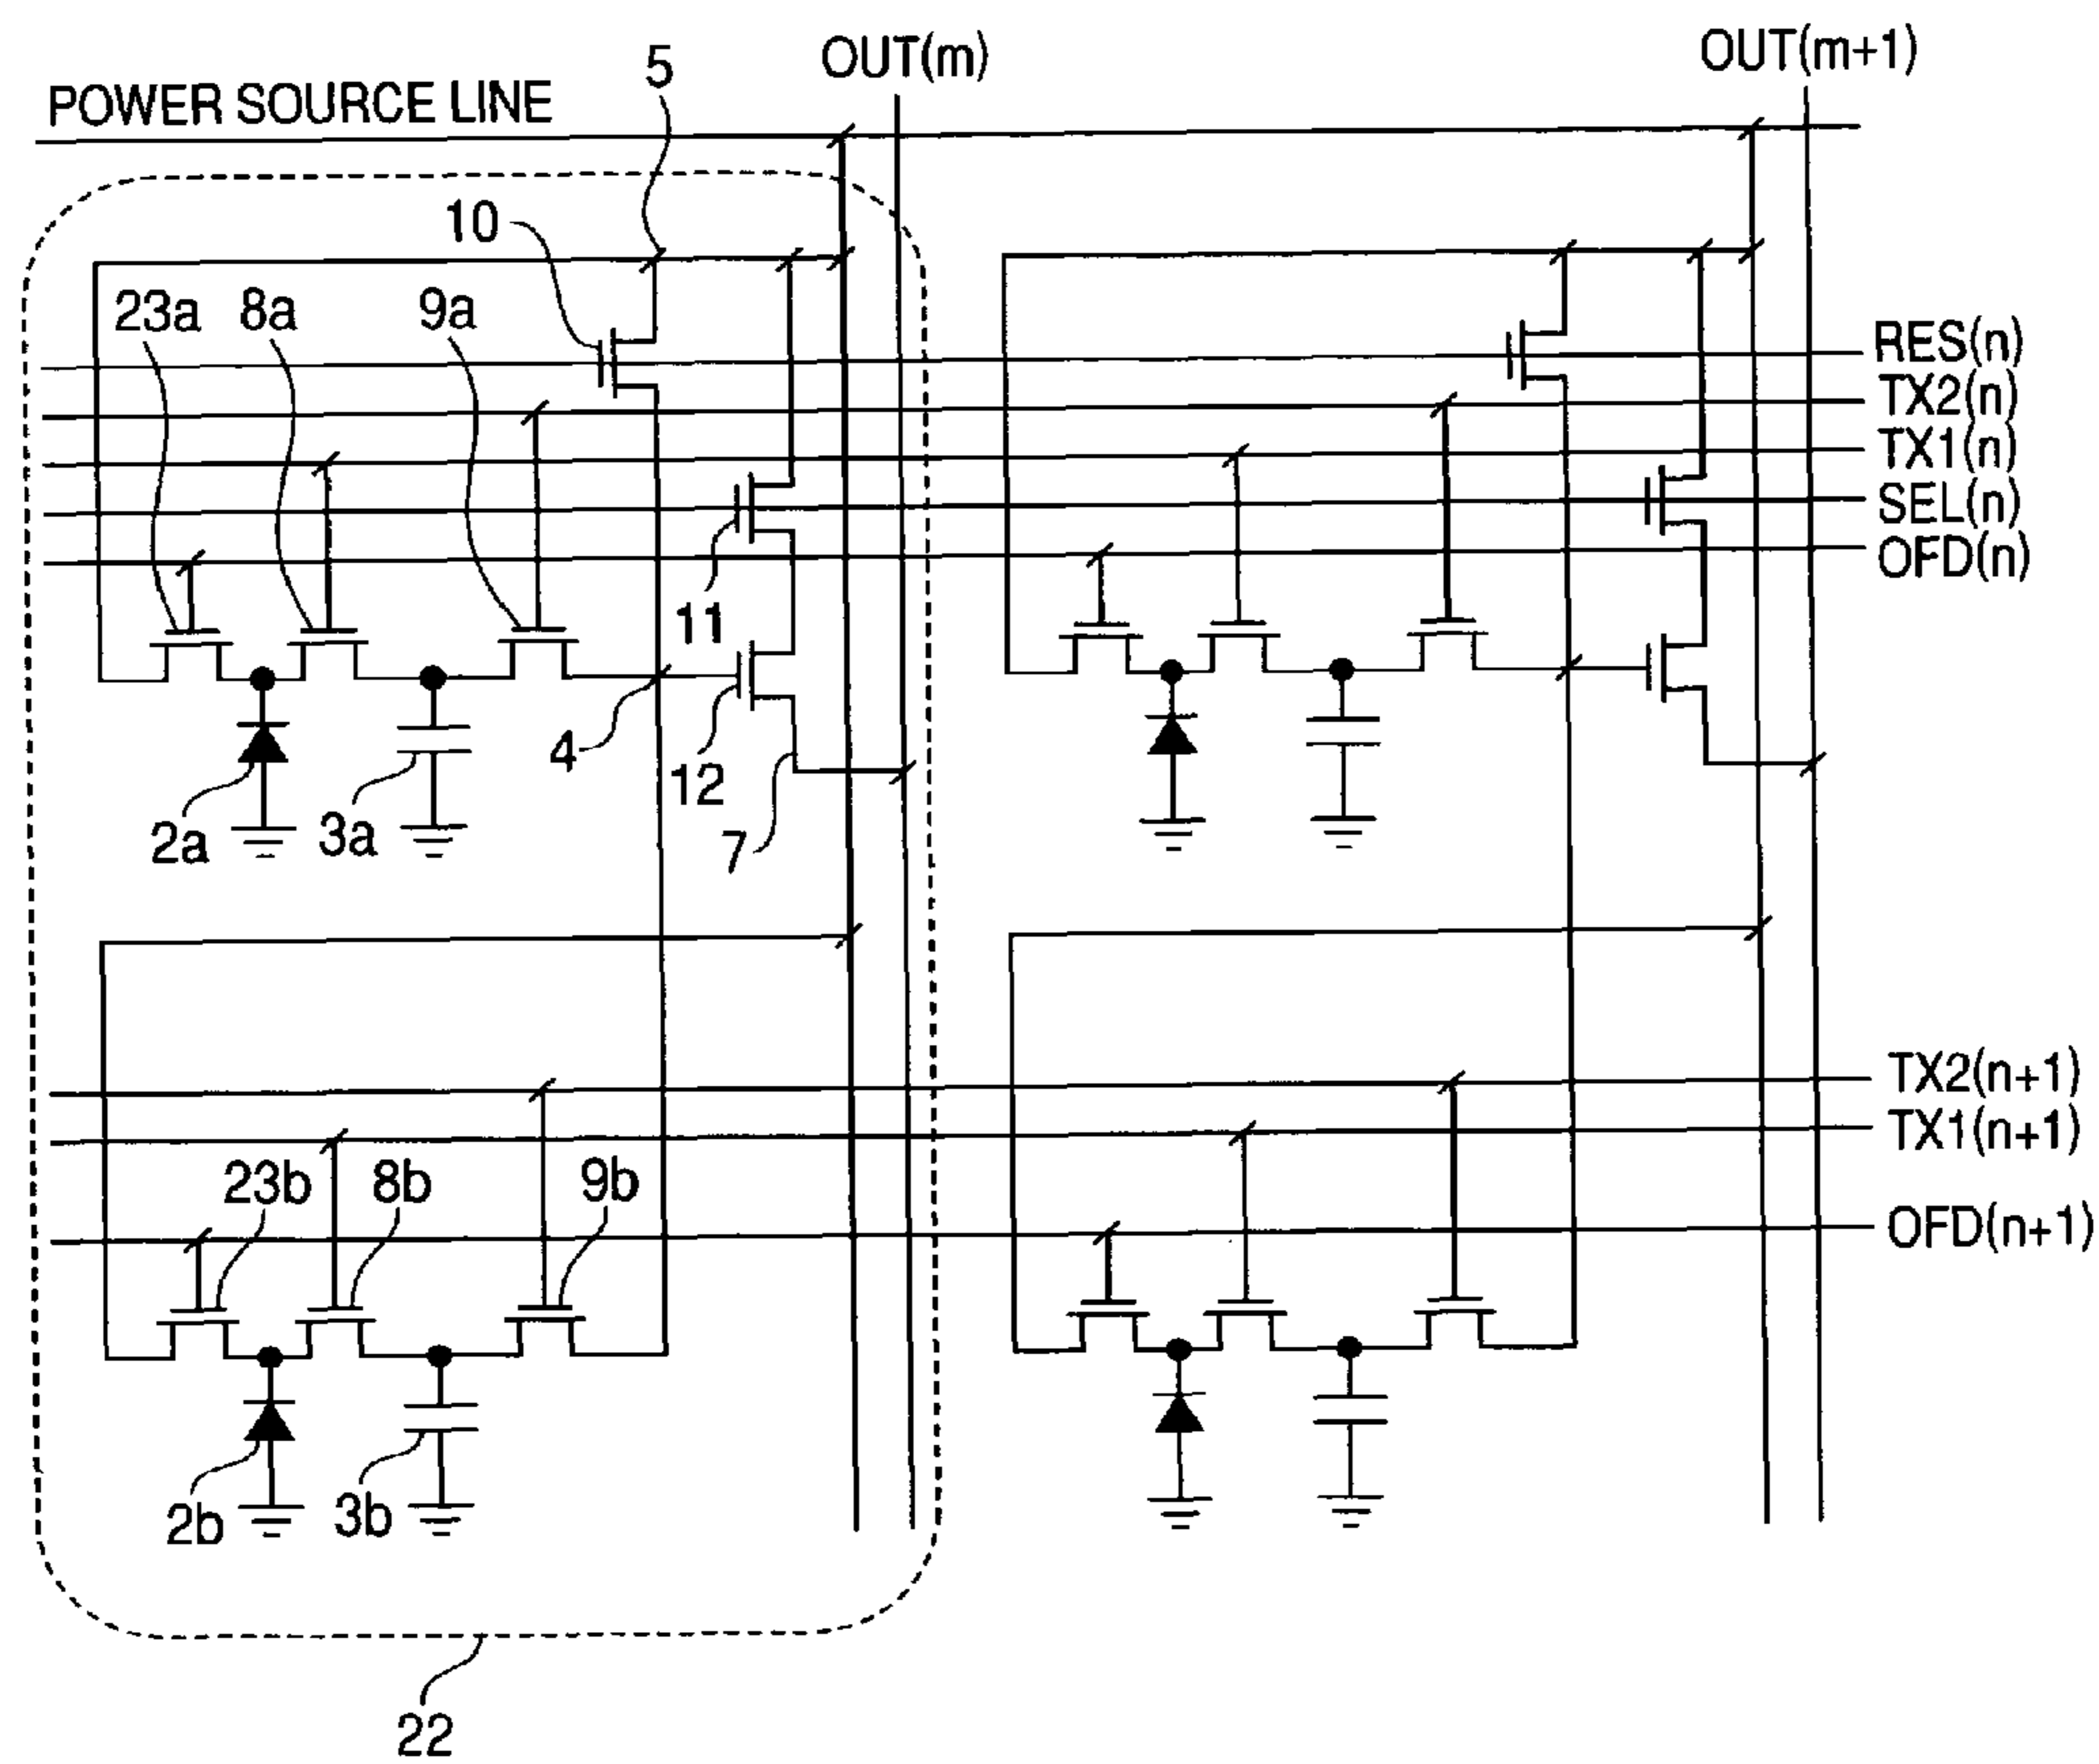 5
OUT(m)
OUT(m+1)
POWER SOURCE LINE
10
23a
8a
9a
RES(n)
TX2(n)
TX1(n)
SEL(n)
OFD(n)
11
4
12
2a
3a
7
TX2(n+1)
TX1(n+1)
23b
8b
9b
OFD(n+1)
2b
3b
22